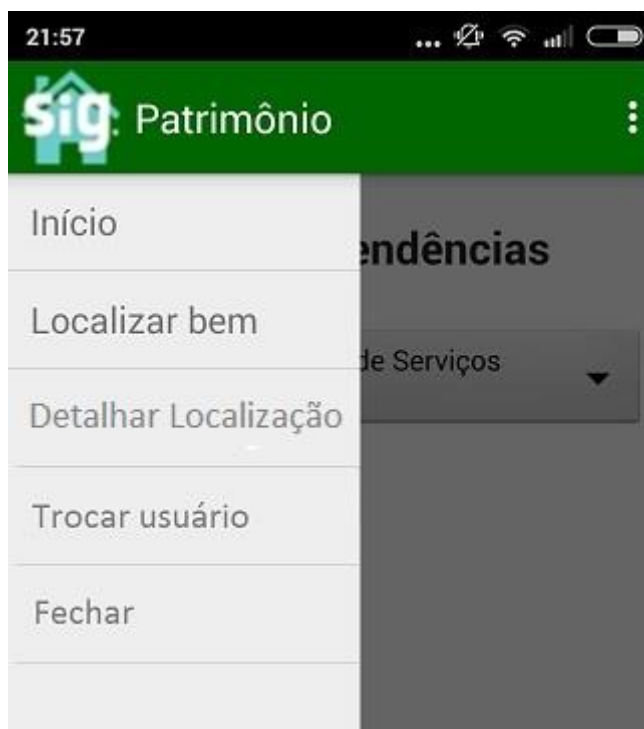 21:57
Sig: Patrimônio
Início
endências
Localizar bem
de Serviços
Detalhar Localização
Trocar usuário
Fechar